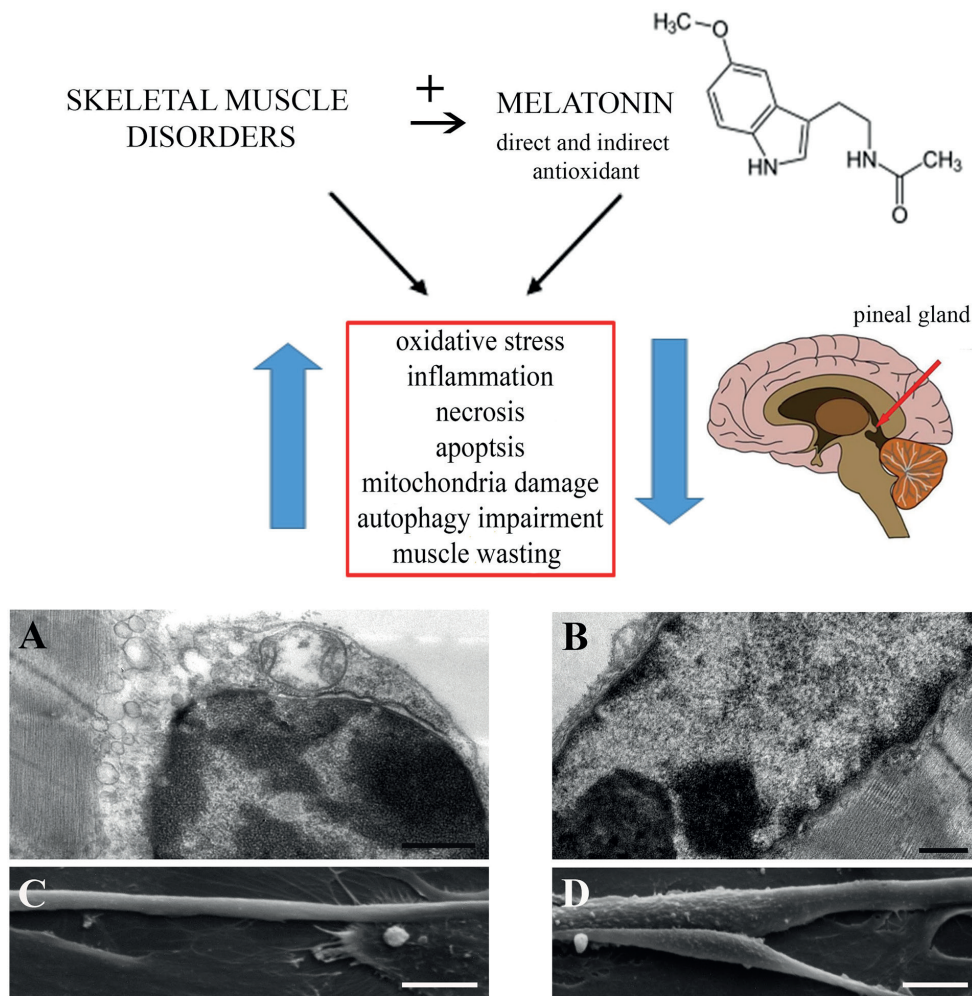 H₃C
O
SKELETAL MUSCLE
DISORDERS
+
MELATONIN
direct and indirect
antioxidant
HN
HN
CH₃
O
pineal gland
oxidative stress
inflammation
necrosis
apoptsis
mitochondria damage
autophagy impairment
muscle wasting
A
B
C
D